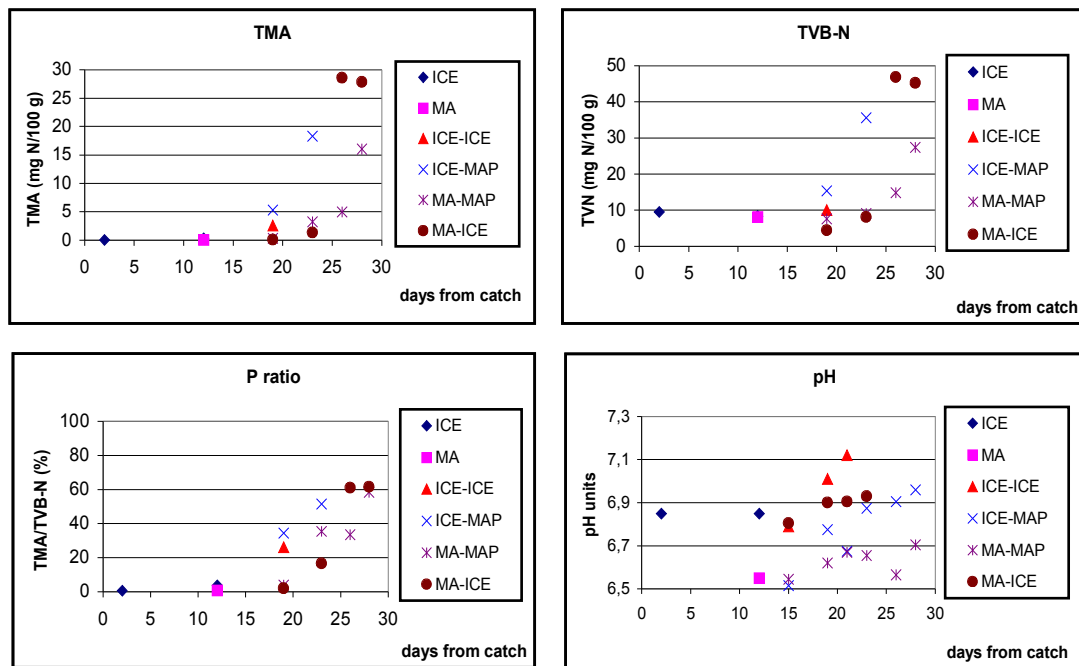 TMA
TMA (mg N/100 g)
30
25
20
15
10
5
0
0 5 10 15 20 25 30
days from catch
ICE
MA
ICE-ICE
ICE-MAP
MA-MAP
MA-ICE
TVB-N
TVN (mg N/100 g)
50
40
30
20
10
0
0 5 10 15 20 25 30
days from catch
ICE
MA
ICE-ICE
ICE-MAP
MA-MAP
MA-ICE
P ratio
TMA/TVB-N (%)
100
80
60
40
20
0
0 5 10 15 20 25 30
days from catch
ICE
MA
ICE-ICE
ICE-MAP
MA-MAP
MA-ICE
pH
pH units
7,3
7,1
6,9
6,7
6,5
0 5 10 15 20 25 30
days from catch
ICE
MA
ICE-ICE
ICE-MAP
MA-MAP
MA-ICE